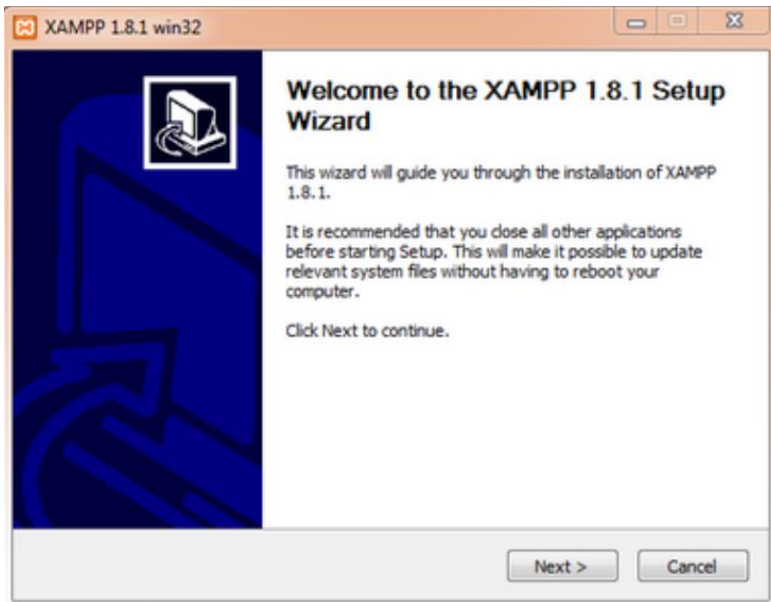 XAMPP 1.8.1 win32
Welcome to the XAMPP 1.8.1 Setup
Wizard
This wizard will guide you through the installation of XAMPP
1.8.1.
It is recommended that you close all other applications
before starting Setup. This will make it possible to update
relevant system files without having to reboot your
computer.
Click Next to continue.
Next >
Cancel